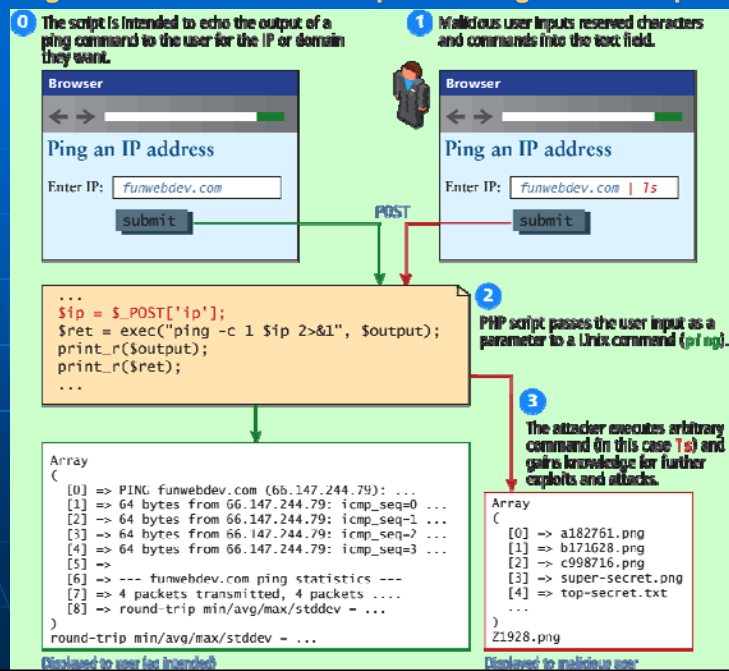 0 The script is intended to echo the output of a
ping command to the user for the IP or domain
they want.
1 Malicious user inputs reserved characters
and commands into the text field.
Browser
Ping an IP address
Enter IP: funwebdev.com
submit
Browser
Ping an IP address
Enter IP: funwebdev.com | ls
submit
POST
...
$ip = $_POST['ip'];
$ret = exec("ping -c 1 $ip 2>&1", $output);
print_r($output);
print_r($ret);
...
2
PHP script passes the user input as a
parameter to a Unix command (ping).
3
The attacker executes arbitrary
command (in this case ls) and
gains knowledge for further
exploits and attacks.
Array
(
[0] => PING funwebdev.com (66.147.244.79): ...
[1] => 64 bytes from 66.147.244.79: icmp_seq=0 ...
[2] => 64 bytes from 66.147.244.79: icmp_seq=1 ...
[3] => 64 bytes from 66.147.244.79: icmp_seq=2 ...
[4] => 64 bytes from 66.147.244.79: icmp_seq=3 ...
[5] =>
[6] => --- funwebdev.com ping statistics ---
[7] => 4 packets transmitted, 4 packets ....
[8] => round-trip min/avg/max/stddev = ...
)
round-trip min/avg/max/stddev = ...
Displayed to user (as intended)
Array
(
[0] => a182761.png
[1] => b171628.png
[2] => c998716.png
[3] => super-secret.png
[4] => top-secret.txt
...
)
Z1928.png
Displayed to malicious user